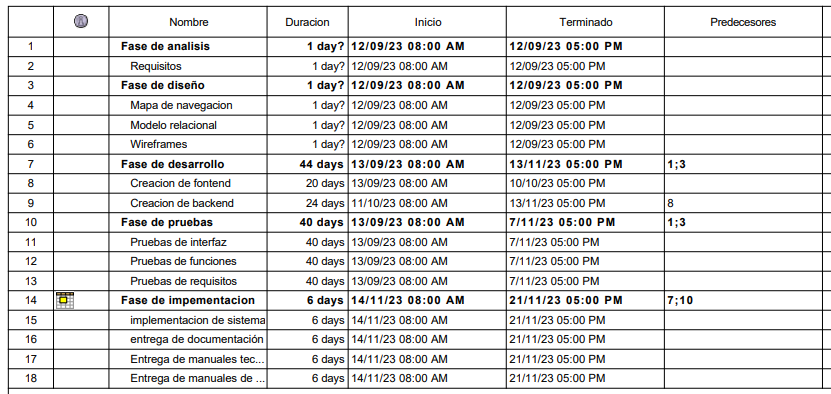 Nombre Duracion Inicio Terminado Predecesores
1 Fase de analisis 1 day? 12/09/23 08:00 AM 12/09/23 05:00 PM
2 Requisitos 1 day? 12/09/23 08:00 AM 12/09/23 05:00 PM
3 Fase de diseño 1 day? 12/09/23 08:00 AM 12/09/23 05:00 PM
4 Mapa de navegacion 1 day? 12/09/23 08:00 AM 12/09/23 05:00 PM
5 Modelo relacional 1 day? 12/09/23 08:00 AM 12/09/23 05:00 PM
6 Wireframes 1 day? 12/09/23 08:00 AM 12/09/23 05:00 PM
7 Fase de desarrollo 44 days 13/09/23 08:00 AM 13/11/23 05:00 PM 1;3
8 Creacion de fontend 20 days 13/09/23 08:00 AM 10/10/23 05:00 PM
9 Creacion de backend 24 days 11/10/23 08:00 AM 13/11/23 05:00 PM 8
10 Fase de pruebas 40 days 13/09/23 08:00 AM 7/11/23 05:00 PM 1;3
11 Pruebas de interfaz 40 days 13/09/23 08:00 AM 7/11/23 05:00 PM
12 Pruebas de funciones 40 days 13/09/23 08:00 AM 7/11/23 05:00 PM
13 Pruebas de requisitos 40 days 13/09/23 08:00 AM 7/11/23 05:00 PM
14 Fase de impementacion 6 days 14/11/23 08:00 AM 21/11/23 05:00 PM 7;10
15 implementacion de sistema 6 days 14/11/23 08:00 AM 21/11/23 05:00 PM
16 entrega de documentación 6 days 14/11/23 08:00 AM 21/11/23 05:00 PM
17 Entrega de manuales tec... 6 days 14/11/23 08:00 AM 21/11/23 05:00 PM
18 Entrega de manuales de ... 6 days 14/11/23 08:00 AM 21/11/23 05:00 PM